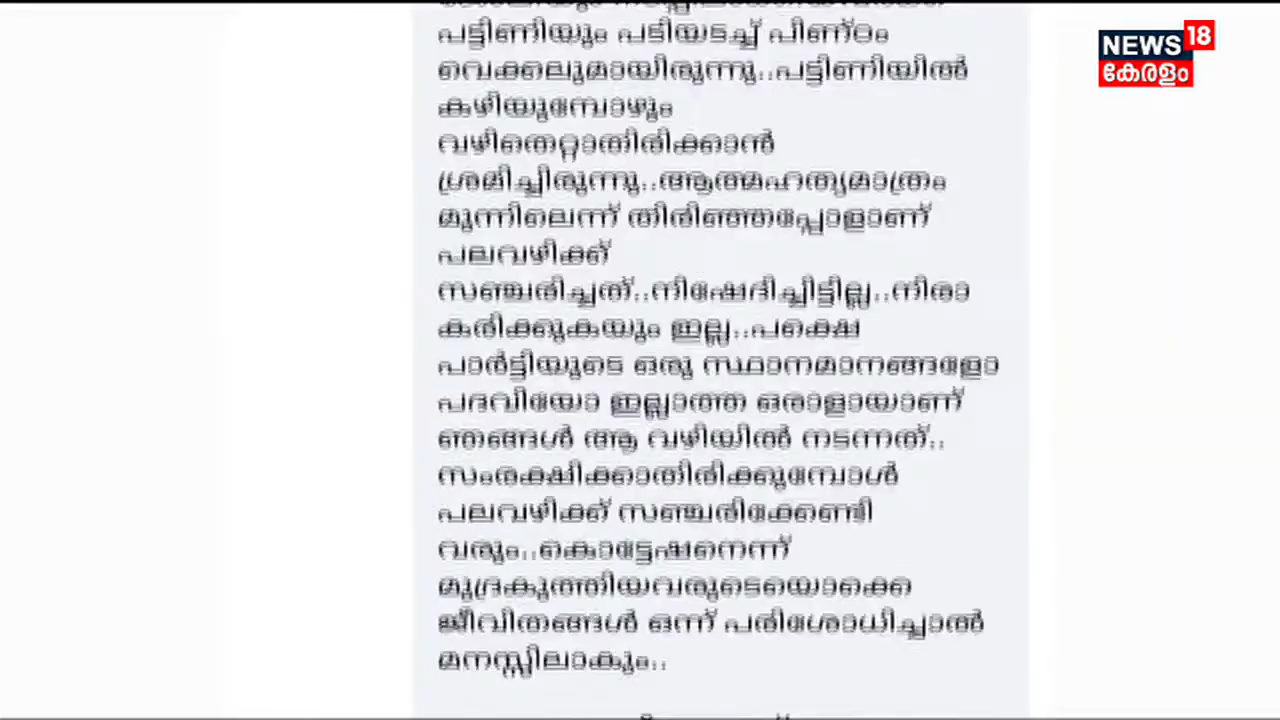 പട്ടിണിയും പടിയടച്ച് പിണ്ഡം
വെക്കലുമായിരുന്നു..പട്ടിണിയിൽ
കഴിയുമ്പോഴും
വഴിതെറ്റാതിരിക്കാൻ
ശ്രമിച്ചിരുന്നു..ആത്മഹത്യമാത്രം
മുന്നിലെന്ന് തിരിഞ്ഞപ്പോളാണ്
പലവഴിക്ക്
സഞ്ചരിച്ചത്..നിഷേദിച്ചിട്ടില്ല..നിരാ
കരിക്കുകയും ഇല്ല..പക്ഷെ
പാർട്ടിയുടെ ഒരു സ്ഥാനമാനങ്ങളോ
പദവിയോ ഇല്ലാത്ത ഒരാളായാണ്
ഞങ്ങൾ ആ വഴിയിൽ നടന്നത്..
സംരക്ഷിക്കാതിരിക്കുമ്പോൾ
പലവഴിക്ക് സഞ്ചരിക്കേണ്ടി
വരും..കൊട്ടേഷനെന്ന്
മുദ്രകുത്തിയവരുടെയൊക്കെ
ജീവിതങ്ങൾ ഒന്ന് പരിശോധിച്ചാൽ
മനസ്സിലാകും..
NEWS 18
കേരളം